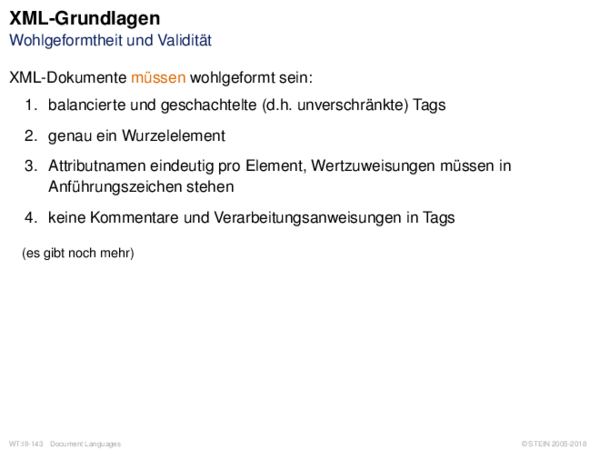 XML-Grundlagen
Wohlgeformtheit und Validität
XML-Dokumente müssen wohlgeformt sein:
1. balancierte und geschachtelte (d.h. unverschränkte) Tags
2. genau ein Wurzelelement
3. Attributnamen eindeutig pro Element, Wertzuweisungen müssen in
Anführungszeichen stehen
4. keine Kommentare und Verarbeitungsanweisungen in Tags
(es gibt noch mehr)
WT:III-143 Document Languages
© STEIN 2005-2018